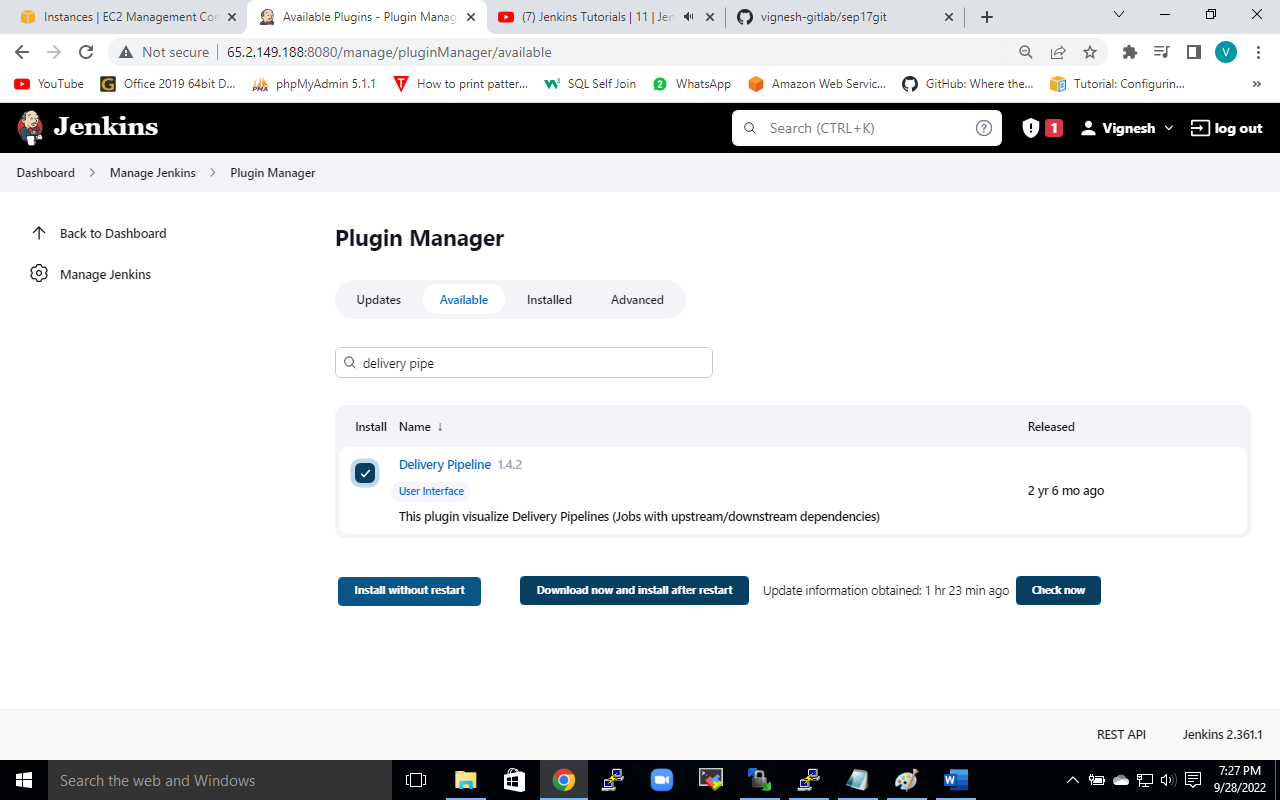 Instances | EC2 Management Con
Available Plugins - Plugin Manag
(7) Jenkins Tutorials | 11 | Jen
vignesh-gitlab/sep17git
Not secure
65.2.149.188:8080/manage/pluginManager/available
V
YouTube
Office 2019 64bit D...
phpMyAdmin 5.1.1
How to print patter...
SQL Self Join
WhatsApp
Amazon Web Servic...
GitHub: Where the...
Tutorial: Configurin...
»
Jenkins
Search (CTRL+K)
1
Vignesh
log out
Dashboard
Manage Jenkins
Plugin Manager
Back to Dashboard
Manage Jenkins
Plugin Manager
Updates
Available
Installed
Advanced
delivery pipe
Install
Name ↓
Released
Delivery Pipeline 1.4.2
User Interface
This plugin visualize Delivery Pipelines (Jobs with upstream/downstream dependencies)
2 yr 6 mo ago
Install without restart
Download now and install after restart
Update information obtained: 1 hr 23 min ago
Check now
REST API
Jenkins 2.361.1
Search the web and Windows
7:27 PM
9/28/2022